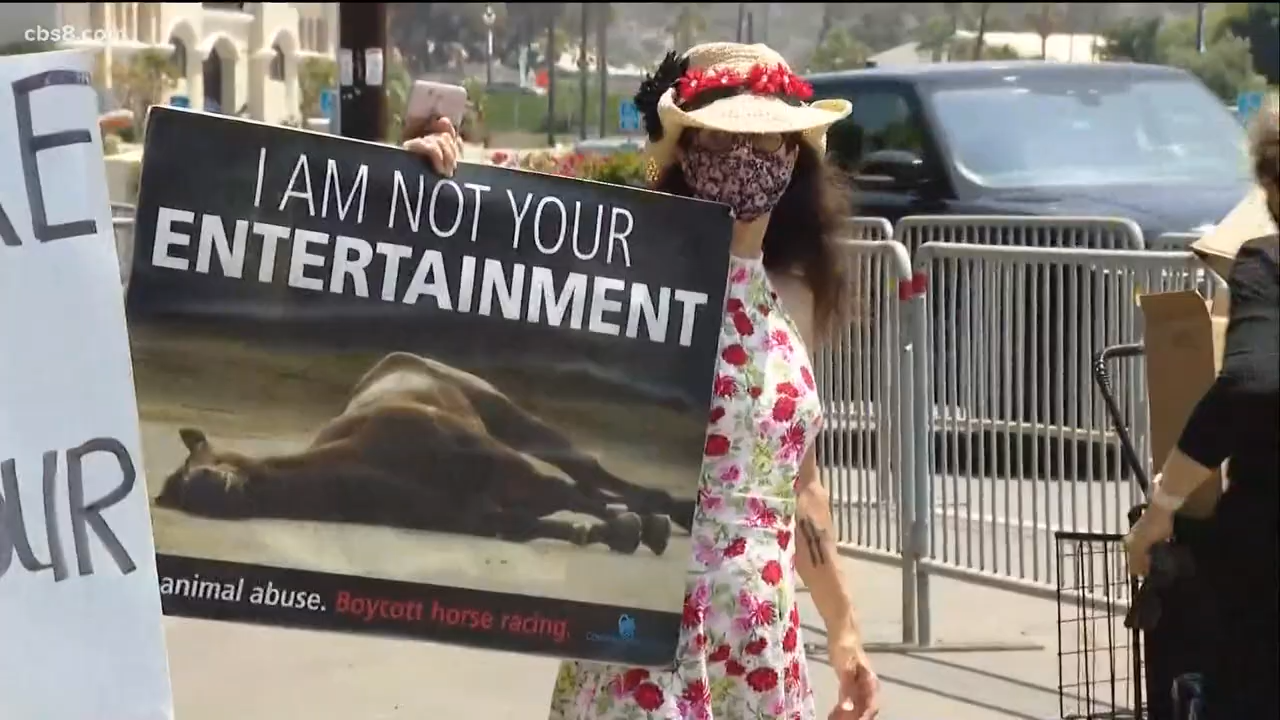 cbs8.com
E
UR
I AM NOT YOUR
ENTERTAINMENT
animal abuse. Boycott horse racing.